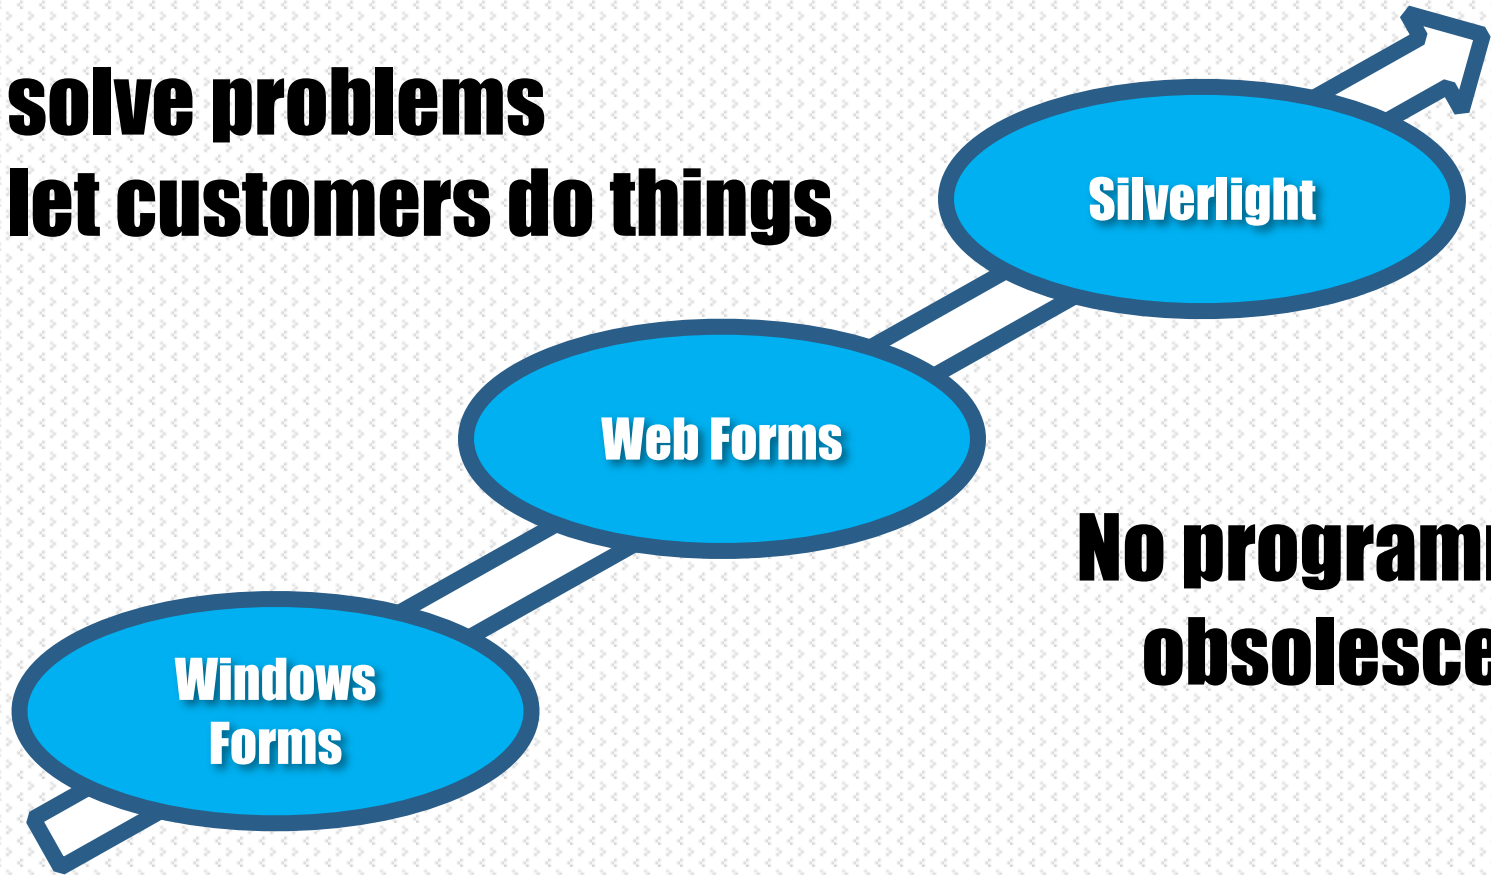 solve problems
let customers do things
Silverlight
Web Forms
No
Windows
Forms